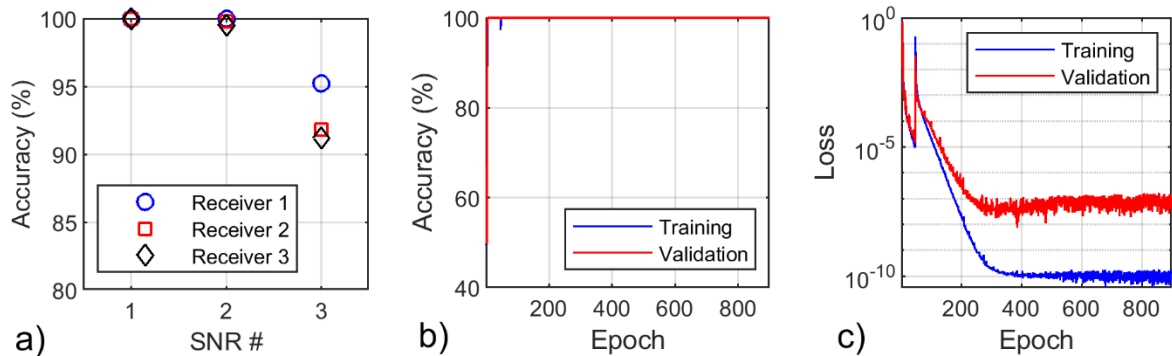 100
95
90
85
80
Accuracy (%)
Receiver 1
Receiver 2
Receiver 3
1 2 3
SNR #
a)
100
80
60
40
Accuracy (%)
Training
Validation
200 400 600 800
Epoch
b)
10^0
10^-5
10^-10
Loss
Training
Validation
200 400 600 800
Epoch
c)